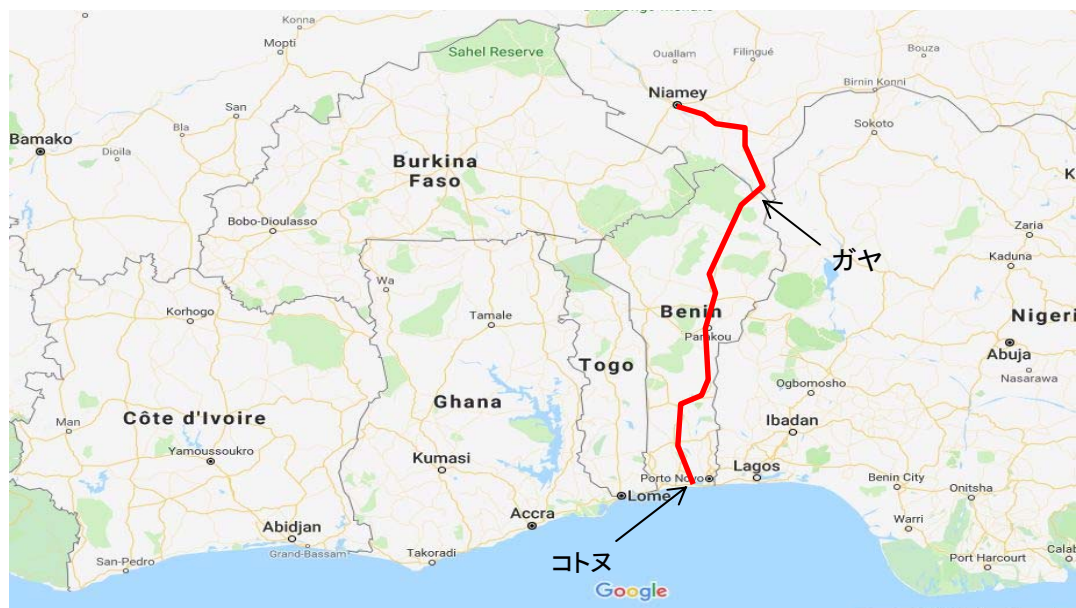 Konna
Mopti
Sahel Reserve
Ouallam
Filingué
Bouza
Niamey
Birnin Konni
San
Sokoto
Bla
Bamako
Dioila
Burkina
Faso
Bobo-Dioulasso
Zaria
ガヤ
Kaduna
Wa
Korhogo
Tamale
Benin
Parakou
Nigeri
Togo
Abuja
Nasarawa
Ogbomosho
Ghana
Côte d'Ivoire
Man
Ibadan
Yamoussoukro
Kumasi
Porto Novo
Lagos
Benin City
Onitsha
Lomé
Accra
Warri
Abidjan
Grand-Bassam
Takoradi
San-Pedro
コトヌ
Port Harcourt
Calab
Google